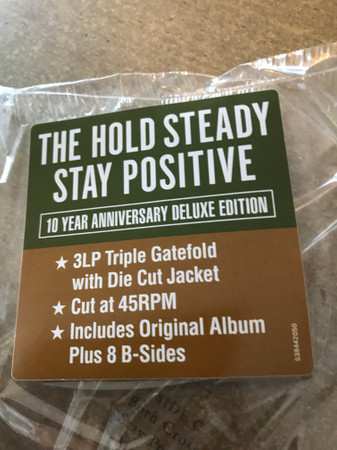 THE HOLD STEADY
STAY POSITIVE
10 YEAR ANNIVERSARY DELUXE EDITION
★ 3LP Triple Gatefold
with Die Cut Jacket
★ Cut at 45RPM
★ Includes Original Album
Plus 8 B-Sides